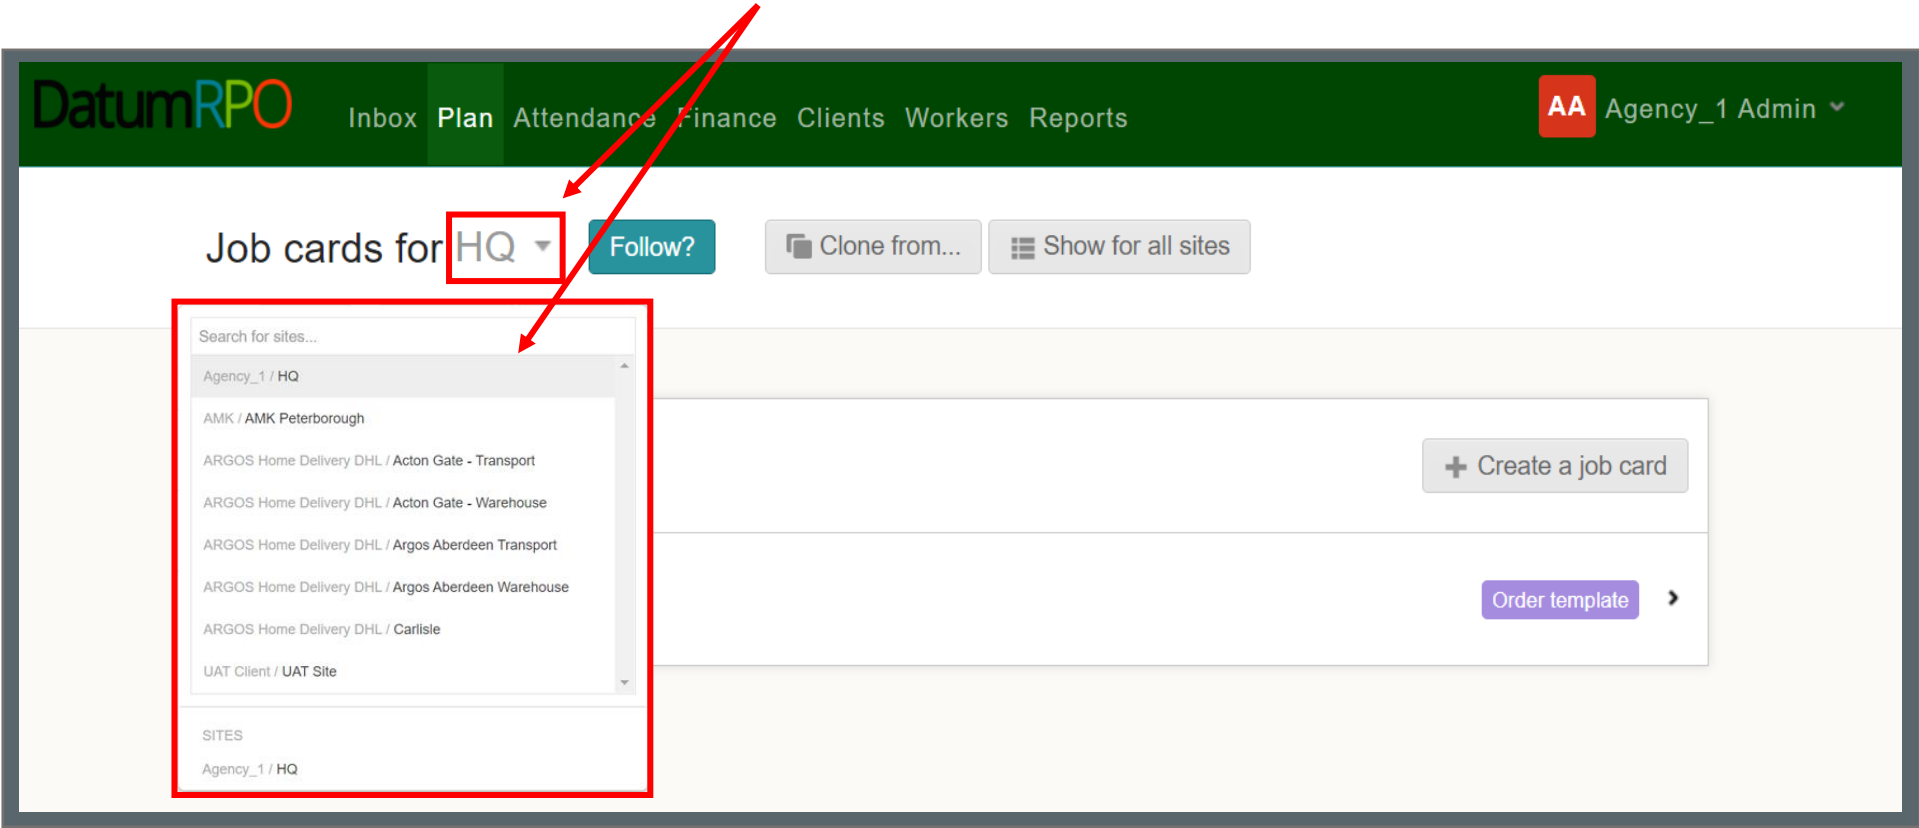 DatumRPO
Inbox Plan Attendance Finance Clients Workers Reports
AA Agency_1 Admin
Job cards for HQ
Follow?
Clone from...
Show for all sites
Search for sites...
Agency_1 / HQ
AMK / AMK Peterborough
ARGOS Home Delivery DHL / Acton Gate - Transport
ARGOS Home Delivery DHL / Acton Gate - Warehouse
ARGOS Home Delivery DHL / Argos Aberdeen Transport
ARGOS Home Delivery DHL / Argos Aberdeen Warehouse
ARGOS Home Delivery DHL / Carlisle
UAT Client / UAT Site
SITES
Agency_1 / HQ
Create a job card
Order template